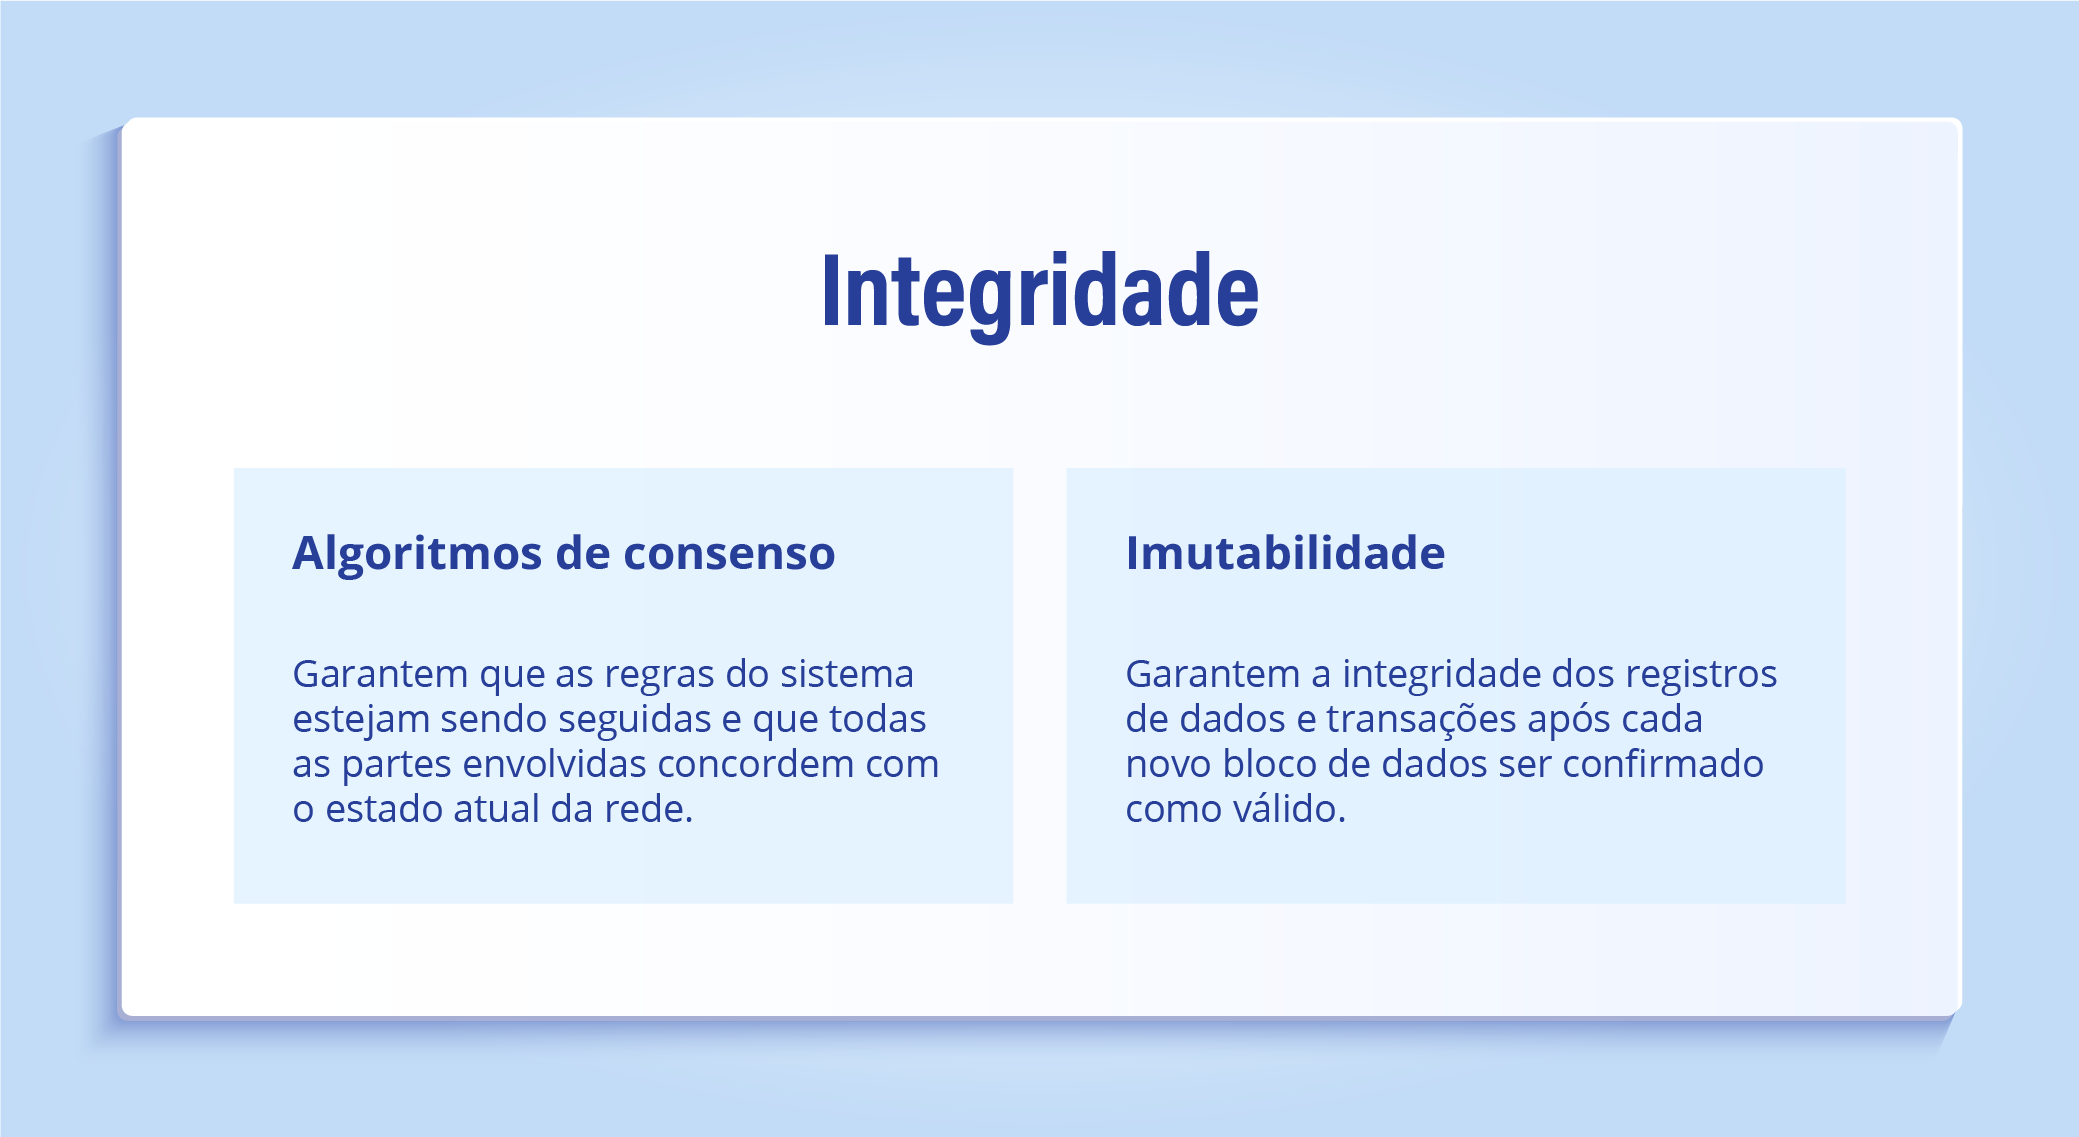 Integridade
Algoritmos de consenso
Garantem que as regras do sistema
estejam sendo seguidas e que todas
as partes envolvidas concordem com
o estado atual da rede.
Imutabilidade
Garantem a integridade dos registros
de dados e transações após cada
novo bloco de dados ser confirmado
como válido.